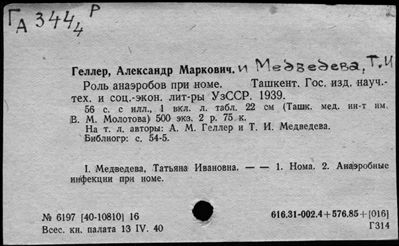 ГА 3444 Р
Геллер, Александр Маркович. и Медведева, Т.И
Роль анаэробов при номе. Ташкент. Гос. изд. науч.-
тех. и соц.-экон. лит-ры УзССР. 1939.
56 с. с илл., 1 вкл. л. табл. 22 см (Ташк. мед. ин-т им.
В. М. Молотова) 500 экз. 2 р. 75 к.
На т. л. авторы: А. М. Геллер и Т. И. Медведева.
Библиогр: с. 54-5.
I. Медведева, Татьяна Ивановна. — — 1. Нома. 2. Анаэробные
инфекции при номе.
№ 6197 [40-10810] 16 616.31-002.4+576.85+[016]
Всес. кн. палата 13 IV. 40 Г314